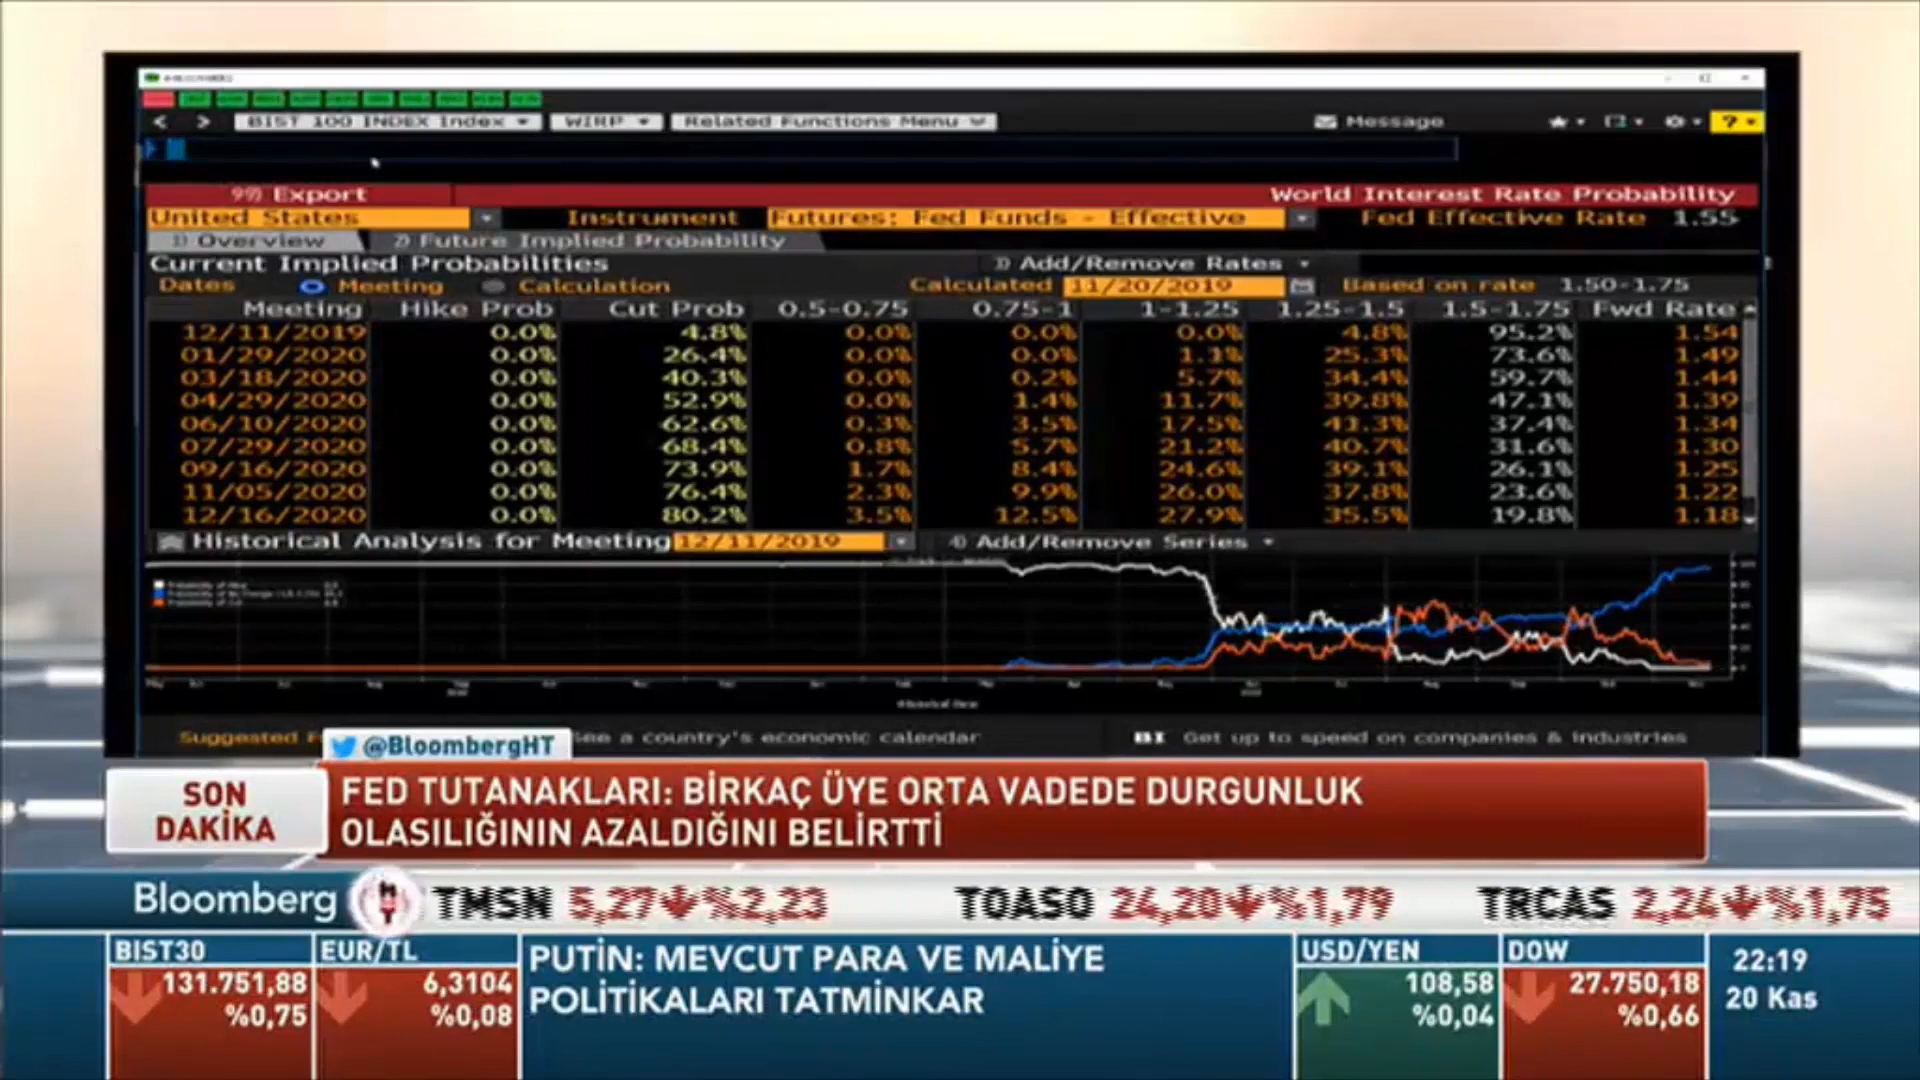 BIST 100 INDEX Index WIRP Related Functions Menu Message ?
99) Export World Interest Rate Probability
United States Instrument Futures: Fed Funds - Effective Fed Effective Rate 1.55
1) Overview 2) Future Implied Probability
Current Implied Probabilities 3) Add/Remove Rates
Dates Meeting Calculation Calculated 11/20/2019 Based on rate 1.50-1.75
Meeting Hike Prob Cut Prob 0.5-0.75 0.75-1 1-1.25 1.25-1.5 1.5-1.75 Fwd Rate
12/11/2019 0.0% 4.8% 0.0% 0.0% 0.0% 4.8% 95.2% 1.54
01/29/2020 0.0% 26.4% 0.0% 0.0% 1.1% 25.3% 73.6% 1.49
03/18/2020 0.0% 40.3% 0.0% 0.2% 5.7% 34.4% 59.7% 1.44
04/29/2020 0.0% 52.9% 0.0% 1.4% 11.7% 39.8% 47.1% 1.39
06/10/2020 0.0% 62.6% 0.3% 3.5% 17.5% 41.3% 37.4% 1.34
07/29/2020 0.0% 68.4% 0.8% 5.7% 21.2% 40.7% 31.6% 1.30
09/16/2020 0.0% 73.9% 1.7% 8.4% 24.6% 39.1% 26.1% 1.25
11/05/2020 0.0% 76.4% 2.3% 9.9% 26.0% 37.8% 23.6% 1.22
12/16/2020 0.0% 80.2% 3.5% 12.5% 27.9% 35.5% 19.8% 1.18
Historical Analysis for Meeting 12/11/2019 4) Add/Remove Series
Suggested See a country's economic calendar BI Get up to speed on companies & industries
@BloombergHT
SON DAKİKA
FED TUTANAKLARI: BİRKAÇ ÜYE ORTA VADEDE DURGUNLUK
OLASILIĞININ AZALDIĞINI BELİRTTİ
Bloomberg HT TMSN 5,27 %2,23 TOASO 24,20 %1,79 TRCAS 2,24 %1,75
BIST30 131.751,88 %0,75
EUR/TL 6,3104 %0,08
PUTİN: MEVCUT PARA VE MALİYE
POLİTİKALARI TATMİNKAR
USD/YEN 108,58 %0,04
DOW 27.750,18 %0,66
22:19
20 Kas